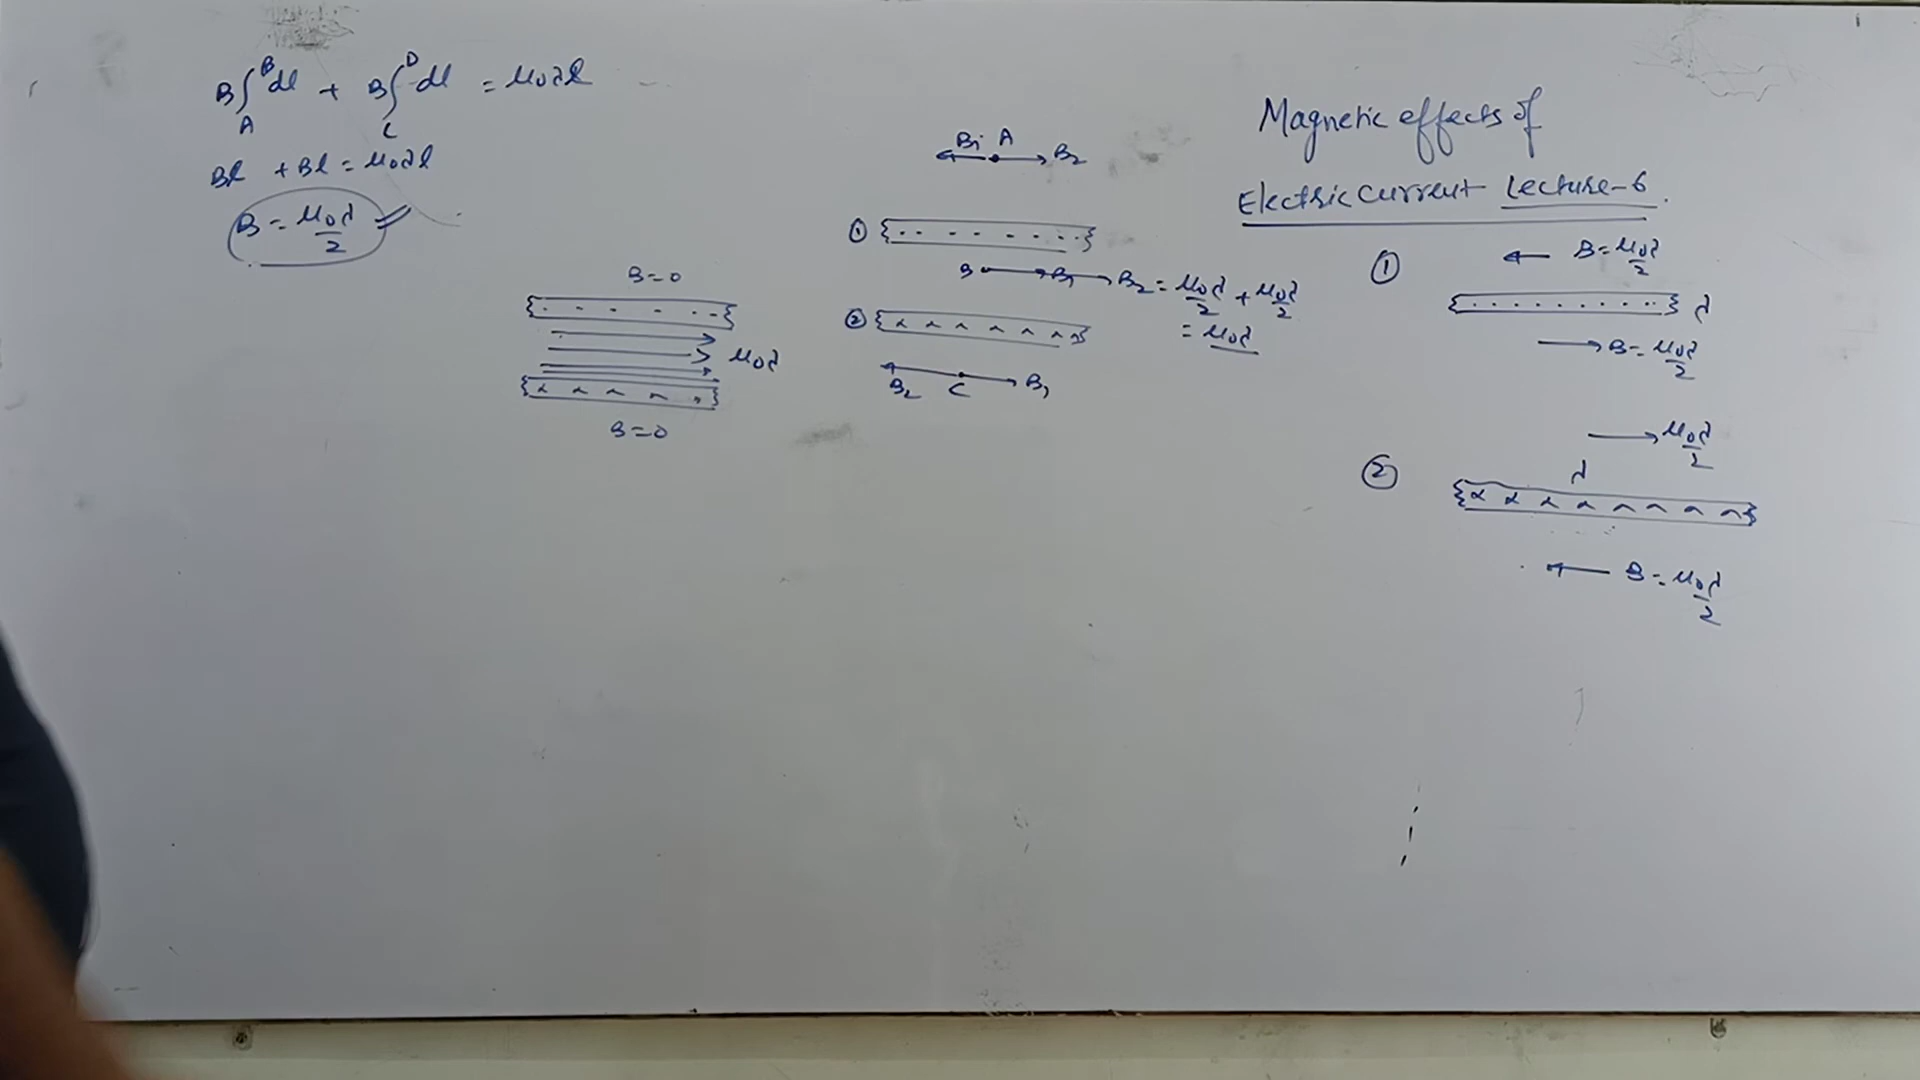 B∫_A^B dl + B∫_C^D dl = μ₀λl
Bl + Bl = μ₀λl
B = μ₀λ/2
B=0
μ₀λ
B=0
B₁ A B₂
①
B B₁ B₂ = μ₀λ/2 + μ₀λ/2
= μ₀λ
②
B₂ C B₁
Magnetic effects of
Electric Current Lecture-6
① B = μ₀λ/2
λ
B = μ₀λ/2
μ₀λ/2
② λ
B = μ₀λ/2